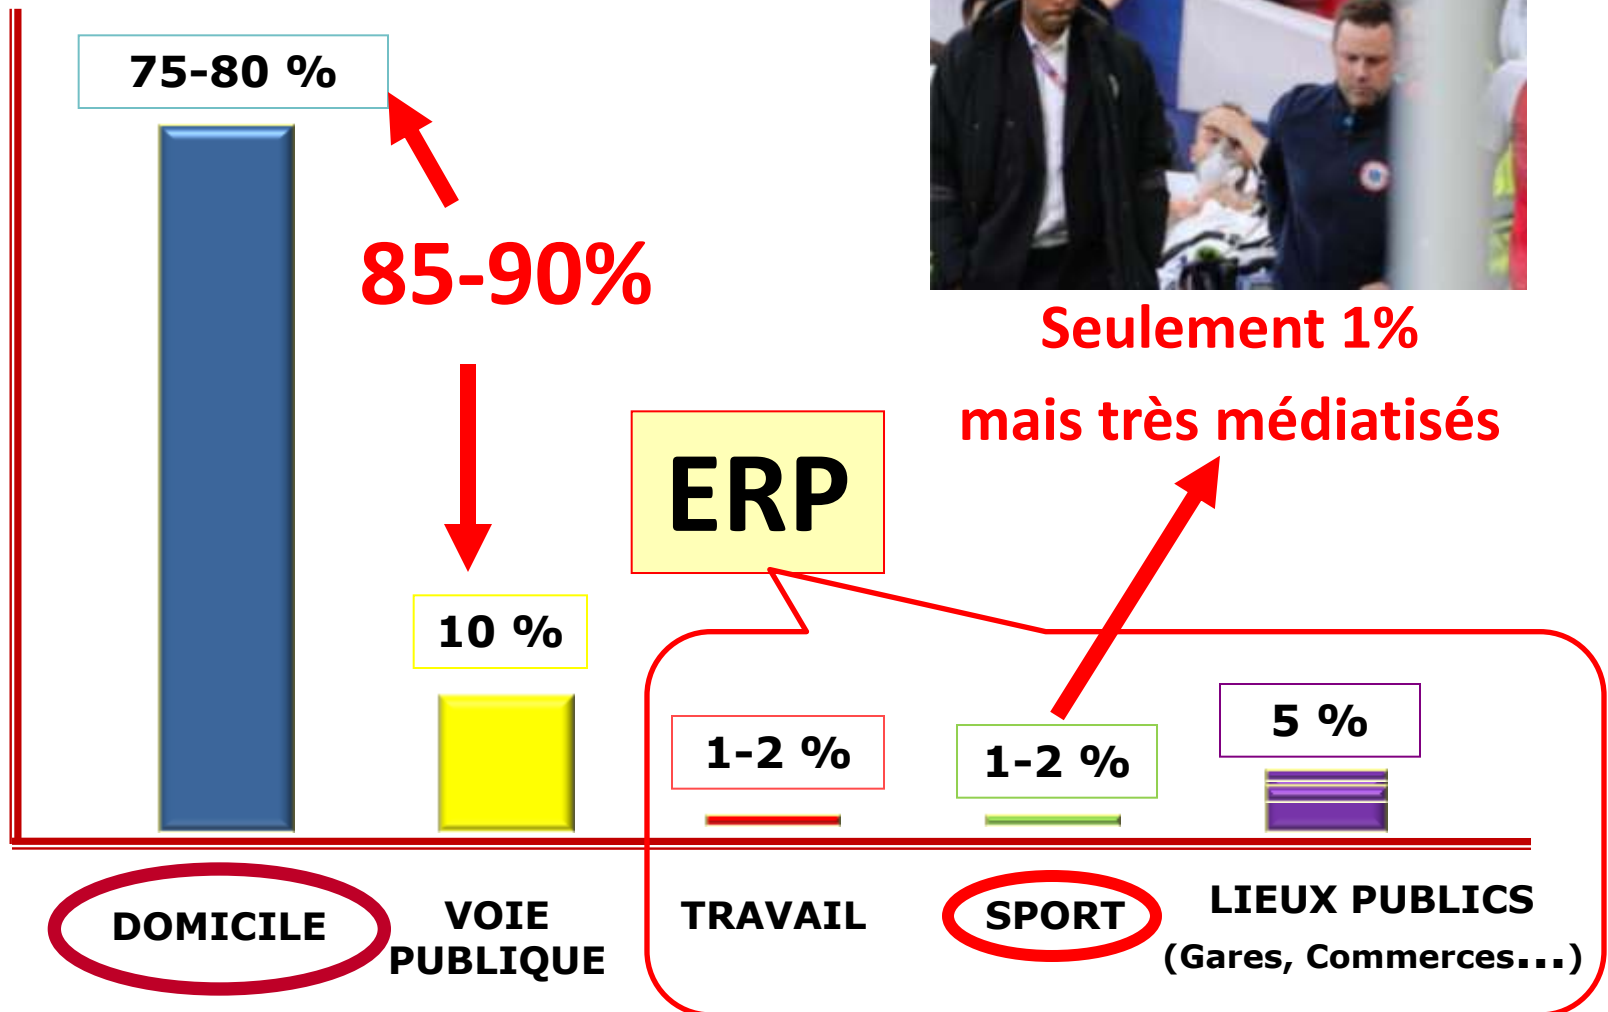 75-80 %
85-90%
Seulement 1%
mais très médiatisés
ERP
10 %
1-2 %
1-2 %
5 %
DOMICILE
VOIE
PUBLIQUE
TRAVAIL
SPORT
LIEUX PUBLICS
(Gares, Commerces...)